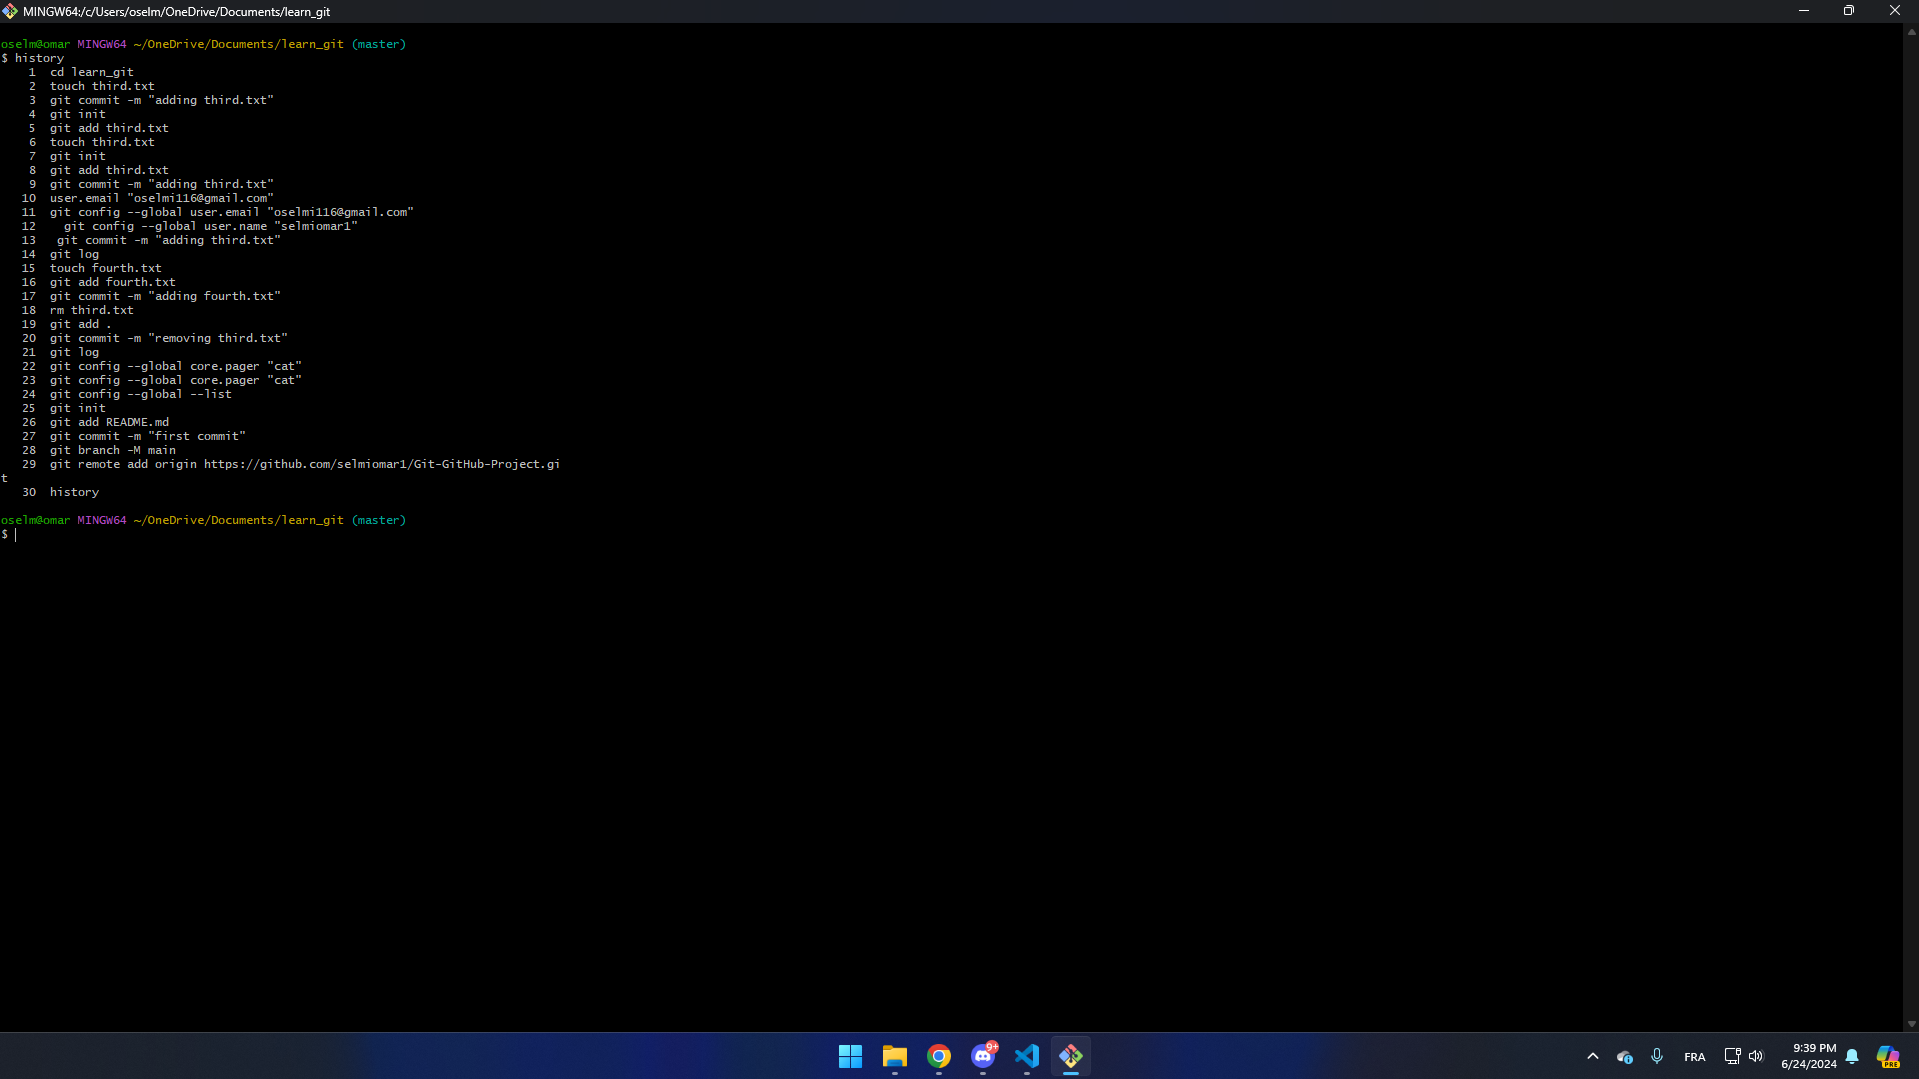 MINGW64:/c/Users/oselm/OneDrive/Documents/learn_git
oselm@omar MINGW64 ~/OneDrive/Documents/learn_git (master)
$ history
1 cd learn_git
2 touch third.txt
3 git commit -m "adding third.txt"
4 git init
5 git add third.txt
6 touch third.txt
7 git init
8 git add third.txt
9 git commit -m "adding third.txt"
10 user.email "oselmi116@gmail.com"
11 git config --global user.email "oselmi116@gmail.com"
12 git config --global user.name "selmiomar1"
13 git commit -m "adding third.txt"
14 git log
15 touch fourth.txt
16 git add fourth.txt
17 git commit -m "adding fourth.txt"
18 rm third.txt
19 git add .
20 git commit -m "removing third.txt"
21 git log
22 git config --global core.pager "cat"
23 git config --global core.pager "cat"
24 git config --global --list
25 git init
26 git add README.md
27 git commit -m "first commit"
28 git branch -M main
29 git remote add origin https://github.com/selmiomar1/Git-GitHub-Project.gi
t
30 history
oselm@omar MINGW64 ~/OneDrive/Documents/learn_git (master)
$
9+
FRA
9:39 PM
6/24/2024
PRE